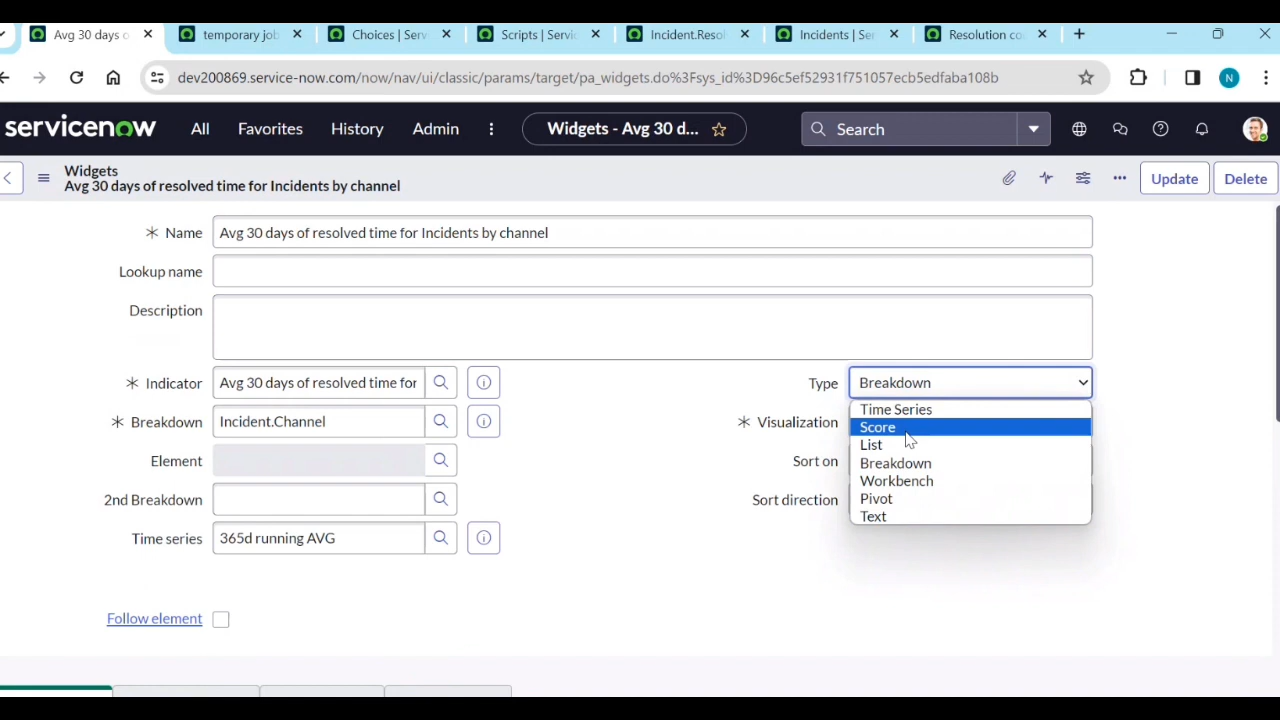 Avg 30 days o
temporary job
Choices | Serv
Scripts | Servic
Incident.Resol
Incidents | Ser
Resolution co
dev200869.service-now.com/now/nav/ui/classic/params/target/pa_widgets.do%3Fsys_id%3D96c5ef52931f751057ecb5edfaba108b
N
servicenow
All
Favorites
History
Admin
Widgets - Avg 30 d...
Search
Widgets
Avg 30 days of resolved time for Incidents by channel
Update
Delete
Name
Avg 30 days of resolved time for Incidents by channel
Lookup name
Description
Indicator
Avg 30 days of resolved time for
Type
Breakdown
Breakdown
Incident.Channel
Visualization
Element
Sort on
2nd Breakdown
Sort direction
Time series
365d running AVG
Time Series
Score
List
Breakdown
Workbench
Pivot
Text
Follow element